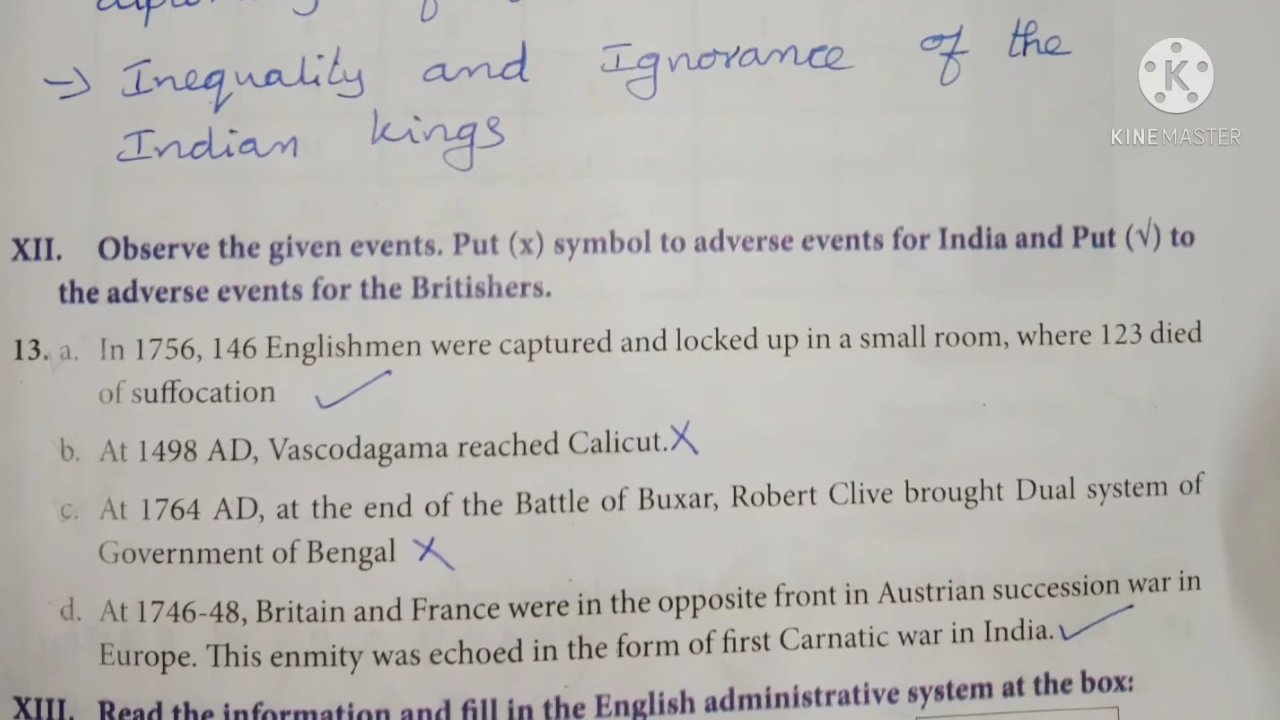 → Inequality and Ignorance of the
Indian kings
KINEMASTER
XII. Observe the given events. Put (x) symbol to adverse events for India and Put (√) to
the adverse events for the Britishers.
13. a. In 1756, 146 Englishmen were captured and locked up in a small room, where 123 died
of suffocation ✓
b. At 1498 AD, Vascodagama reached Calicut. X
c. At 1764 AD, at the end of the Battle of Buxar, Robert Clive brought Dual system of
Government of Bengal X
d. At 1746-48, Britain and France were in the opposite front in Austrian succession war in
Europe. This enmity was echoed in the form of first Carnatic war in India. ✓
XIII. Read the information and fill in the English administrative system at the box: